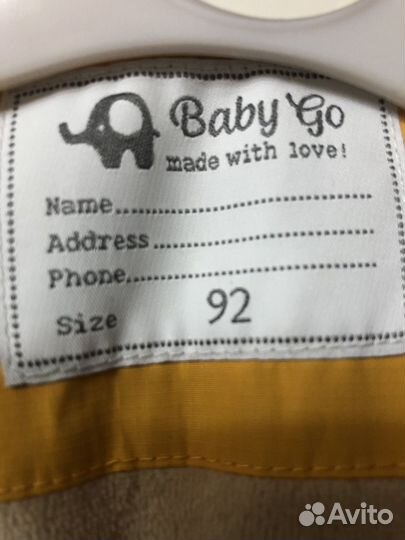 Baby Go
made with love!
Name
Address
Phone
Size 92
Avito